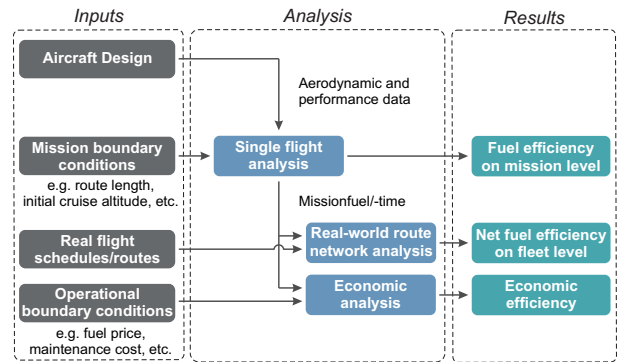 Inputs
Analysis
Results
Aircraft Design
Aerodynamic and
performance data
Mission boundary
conditions
e.g. route length,
initial cruise altitude, etc.
Single flight
analysis
Fuel efficiency
on mission level
Missionfuel/-time
Real flight
schedules/routes
Real-world route
network analysis
Net fuel efficiency
on fleet level
Operational
boundary conditions
e.g. fuel price,
maintenance cost, etc.
Economic
analysis
Economic
efficiency